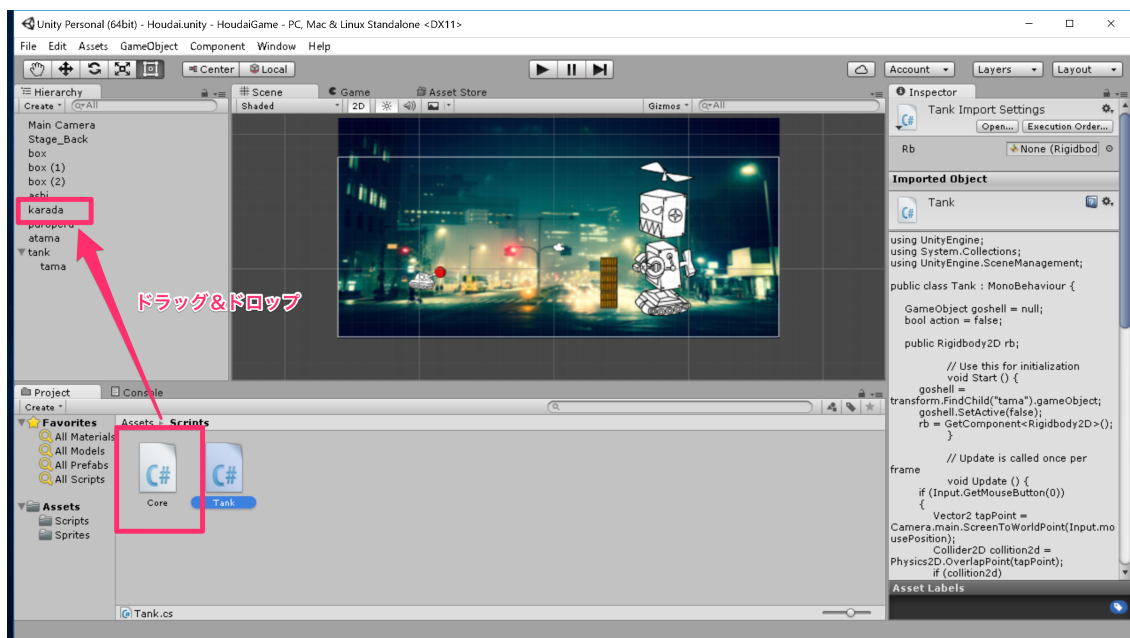 Unity Personal (64bit) - Houdai.unity - HoudaiGame - PC, Mac & Linux Standalone <DX11>
File Edit Assets GameObject Component Window Help
Center Local Account Layers Layout
Hierarchy
Create All
Main Camera
Stage_Back
box
box (1)
box (2)
ashi
karada
puropera
atama
tank
tama
Scene Game Asset Store
Shaded 2D Gizmos All
ドラッグ&ドロップ
Inspector
Tank Import Settings
Open... Execution Order...
Rb None (Rigidbod
Imported Object
Tank
using UnityEngine;
using System.Collections;
using UnityEngine.SceneManagement;
public class Tank : MonoBehaviour {
GameObject goshell = null;
bool action = false;
public Rigidbody2D rb;
// Use this for initialization
void Start () {
goshell =
transform.FindChild("tama").gameObject;
goshell.SetActive(false);
rb = GetComponent<Rigidbody2D>();
}
// Update is called once per
frame
void Update () {
if (Input.GetMouseButton(0))
{
Vector2 tapPoint =
Camera.main.ScreenToWorldPoint(Input.mo
usePosition);
Collider2D collition2d =
Physics2D.OverlapPoint(tapPoint);
if (collition2d)
Asset Labels
Project Console
Create
Favorites
All Materials
All Models
All Prefabs
All Scripts
Assets
Scripts
Sprites
Assets Scripts
C# C#
Core Tank
Tank.cs